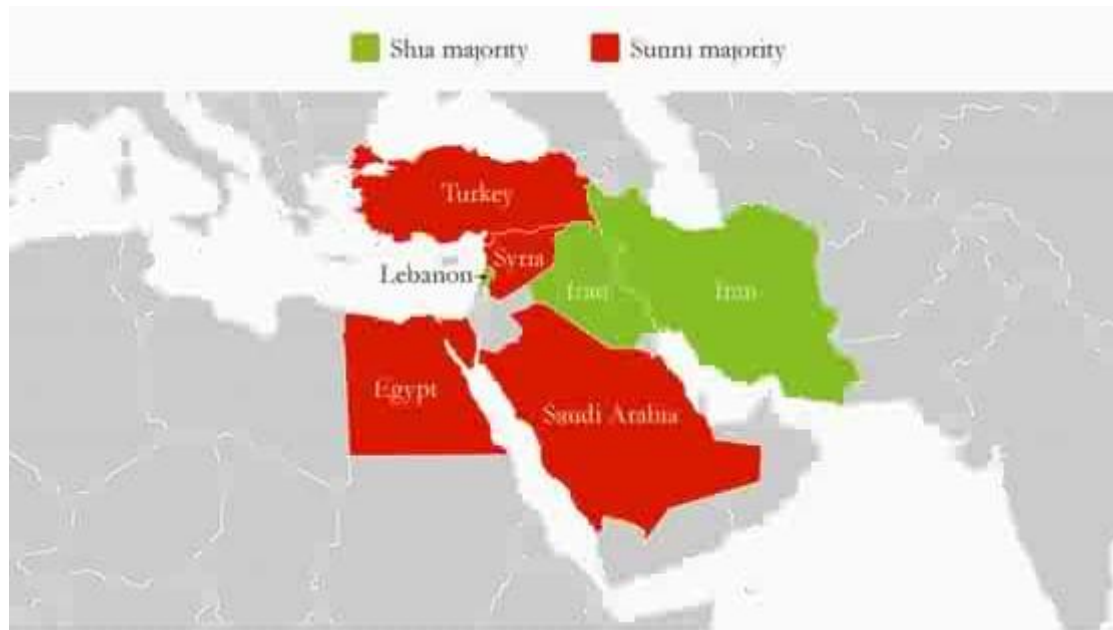 Shia majority
Sunni majority
Turkey
Syria
Lebanon
Iraq
Iran
Egypt
Saudi Arabia